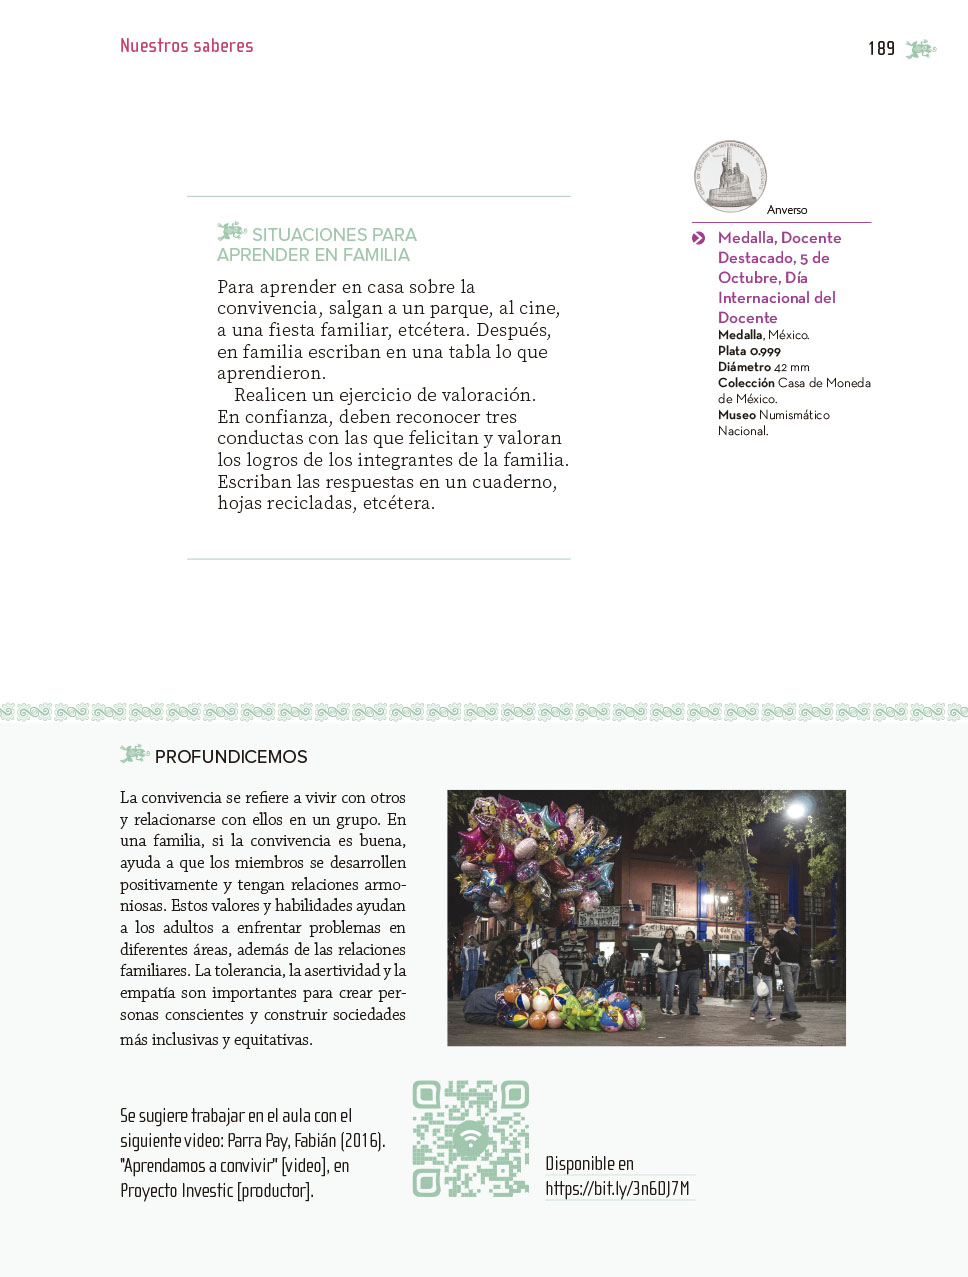 Nuestros saberes
189
SITUACIONES PARA
APRENDER EN FAMILIA
Para aprender en casa sobre la
convivencia, salgan a un parque, al cine,
a una fiesta familiar, etcétera. Después,
en familia escriban en una tabla lo que
aprendieron.
Realicen un ejercicio de valoración.
En confianza, deben reconocer tres
conductas con las que felicitan y valoran
los logros de los integrantes de la familia.
Escriban las respuestas en un cuaderno,
hojas recicladas, etcétera.
Anverso
Medalla, Docente
Destacado, 5 de
Octubre, Día
Internacional del
Docente
Medalla, México.
Plata 0.999
Diámetro 42 mm
Colección Casa de Moneda
de México.
Museo Numismático
Nacional.
PROFUNDICEMOS
La convivencia se refiere a vivir con otros
y relacionarse con ellos en un grupo. En
una familia, si la convivencia es buena,
ayuda a que los miembros se desarrollen
positivamente y tengan relaciones armo-
niosas. Estos valores y habilidades ayudan
a los adultos a enfrentar problemas en
diferentes áreas, además de las relaciones
familiares. La tolerancia, la asertividad y la
empatía son importantes para crear per-
sonas conscientes y construir sociedades
más inclusivas y equitativas.
Se sugiere trabajar en el aula con el
siguiente video: Parra Pay, Fabián (2016).
"Aprendamos a convivir" [video], en
Proyecto Investic [productor].
Disponible en
https://bit.ly/3n6DJ7M